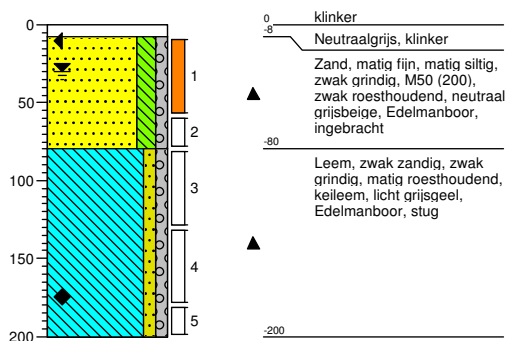 0
50
100
150
200
1
2
3
4
5
0
klinker
-8
Neutraalgrijs, klinker
Zand, matig fijn, matig siltig,
zwak grindig, M50 (200),
zwak roesthoudend, neutraal
grijsbeige, Edelmanboor,
ingebracht
-80
Leem, zwak zandig, zwak
grindig, matig roesthoudend,
keileem, licht grijsgeel,
Edelmanboor, stug
-200